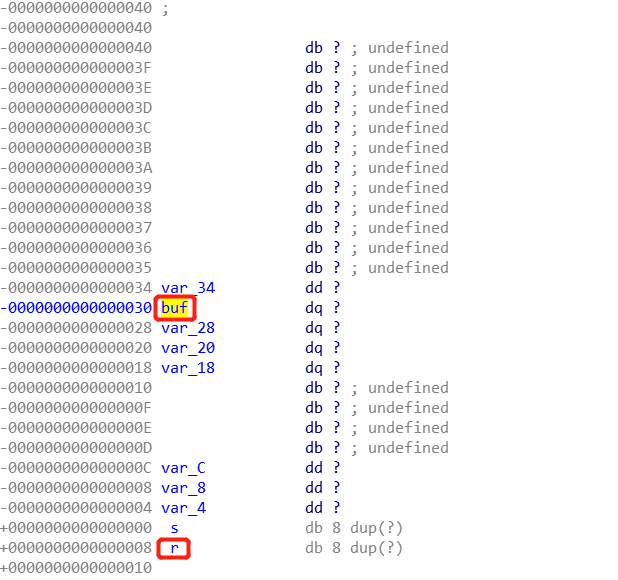 -0000000000000040 ;
-0000000000000040
-0000000000000040 db ? ; undefined
-000000000000003F db ? ; undefined
-000000000000003E db ? ; undefined
-000000000000003D db ? ; undefined
-000000000000003C db ? ; undefined
-000000000000003B db ? ; undefined
-000000000000003A db ? ; undefined
-0000000000000039 db ? ; undefined
-0000000000000038 db ? ; undefined
-0000000000000037 db ? ; undefined
-0000000000000036 db ? ; undefined
-0000000000000035 db ? ; undefined
-0000000000000034 var_34 dd ?
-0000000000000030 buf dq ?
-0000000000000028 var_28 dq ?
-0000000000000020 var_20 dq ?
-0000000000000018 var_18 dq ?
-0000000000000010 db ? ; undefined
-000000000000000F db ? ; undefined
-000000000000000E db ? ; undefined
-000000000000000D db ? ; undefined
-000000000000000C var_C dd ?
-0000000000000008 var_8 dd ?
-0000000000000004 var_4 dd ?
+0000000000000000 s db 8 dup(?)
+0000000000000008 r db 8 dup(?)
+0000000000000010